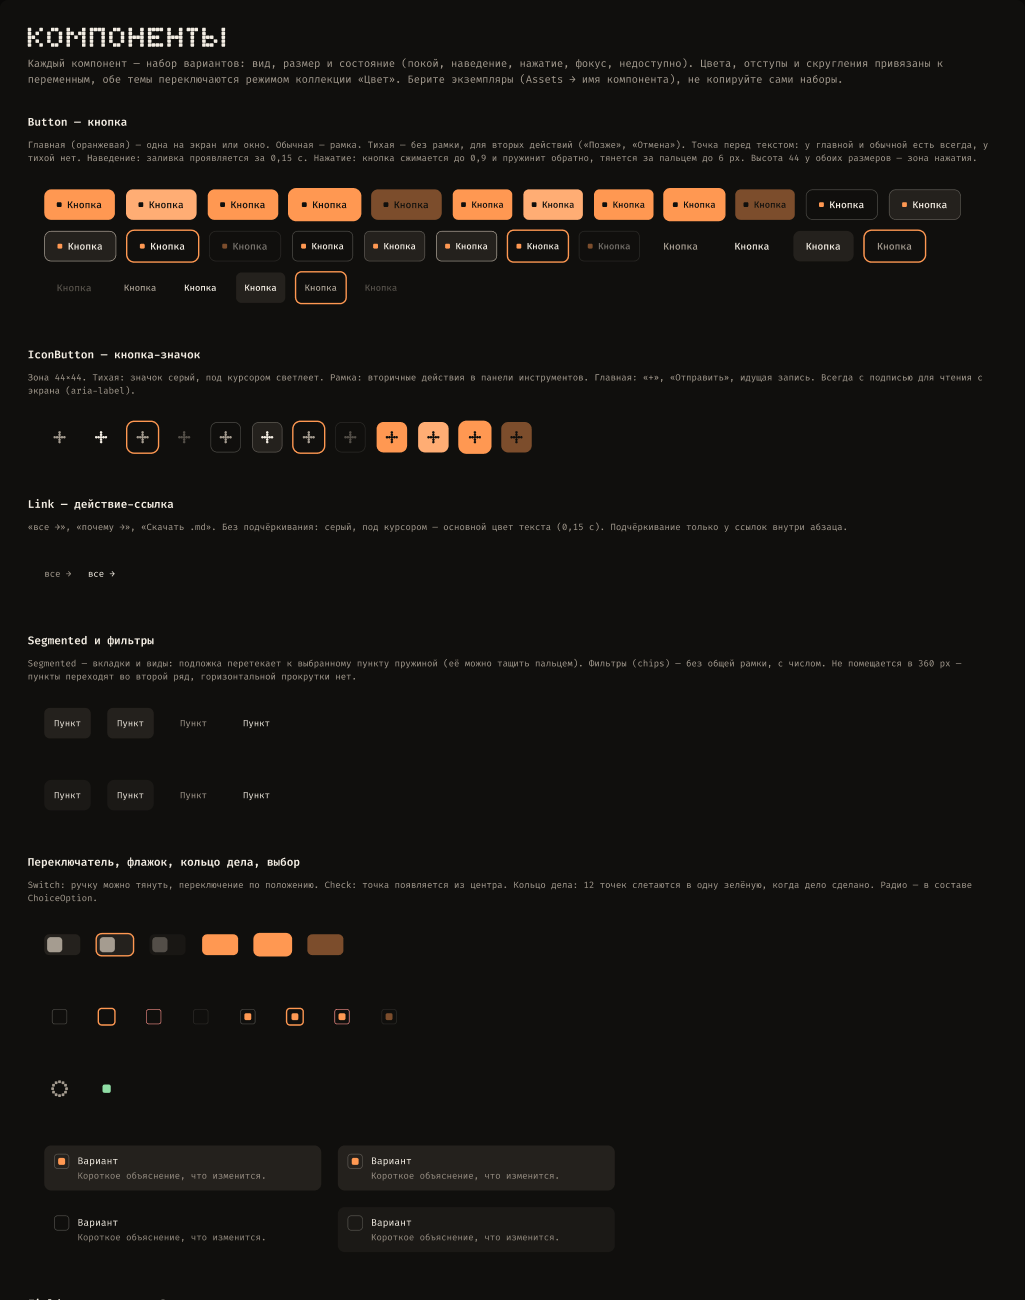 КОМПОНЕНТЫ
Каждый компонент — набор вариантов: вид, размер и состояние (покой, наведение, нажатие, фокус, недоступно). Цвета, отступы и скругления привязаны к
переменным, обе темы переключаются режимом коллекции «Цвет». Берите экземпляры (Assets → имя компонента), не копируйте сами наборы.
Button — кнопка
Главная (оранжевая) — одна на экран или окно. Обычная — рамка. Тихая — без рамки, для вторых действий («Позже», «Отмена»). Точка перед текстом: у главной и обычной есть всегда, у
тихой нет. Наведение: заливка проявляется за 0,15 с. Нажатие: кнопка сжимается до 0,9 и пружинит обратно, тянется за пальцем до 6 px. Высота 44 у обоих размеров — зона нажатия.
Кнопка Кнопка Кнопка Кнопка Кнопка Кнопка Кнопка Кнопка Кнопка Кнопка Кнопка Кнопка
Кнопка Кнопка Кнопка Кнопка Кнопка Кнопка Кнопка Кнопка Кнопка Кнопка Кнопка Кнопка
Кнопка Кнопка Кнопка Кнопка Кнопка Кнопка
IconButton — кнопка-значок
Зона 44×44. Тихая: значок серый, под курсором светлеет. Рамка: вторичные действия в панели инструментов. Главная: «+», «Отправить», идущая запись. Всегда с подписью для чтения с
экрана (aria-label).
Link — действие-ссылка
«все →», «почему →», «Скачать .md». Без подчёркивания: серый, под курсором — основной цвет текста (0,15 с). Подчёркивание только у ссылок внутри абзаца.
все → все →
Segmented и фильтры
Segmented — вкладки и виды: подложка перетекает к выбранному пункту пружиной (её можно тащить пальцем). Фильтры (chips) — без общей рамки, с числом. Не помещается в 360 px —
пункты переходят во второй ряд, горизонтальной прокрутки нет.
Пункт Пункт Пункт Пункт
Пункт Пункт Пункт Пункт
Переключатель, флажок, кольцо дела, выбор
Switch: ручку можно тянуть, переключение по положению. Check: точка появляется из центра. Кольцо дела: 12 точек слетаются в одну зелёную, когда дело сделано. Радио — в составе
ChoiceOption.
Вариант Вариант
Короткое объяснение, что изменится. Короткое объяснение, что изменится.
Вариант Вариант
Короткое объяснение, что изменится. Короткое объяснение, что изменится.